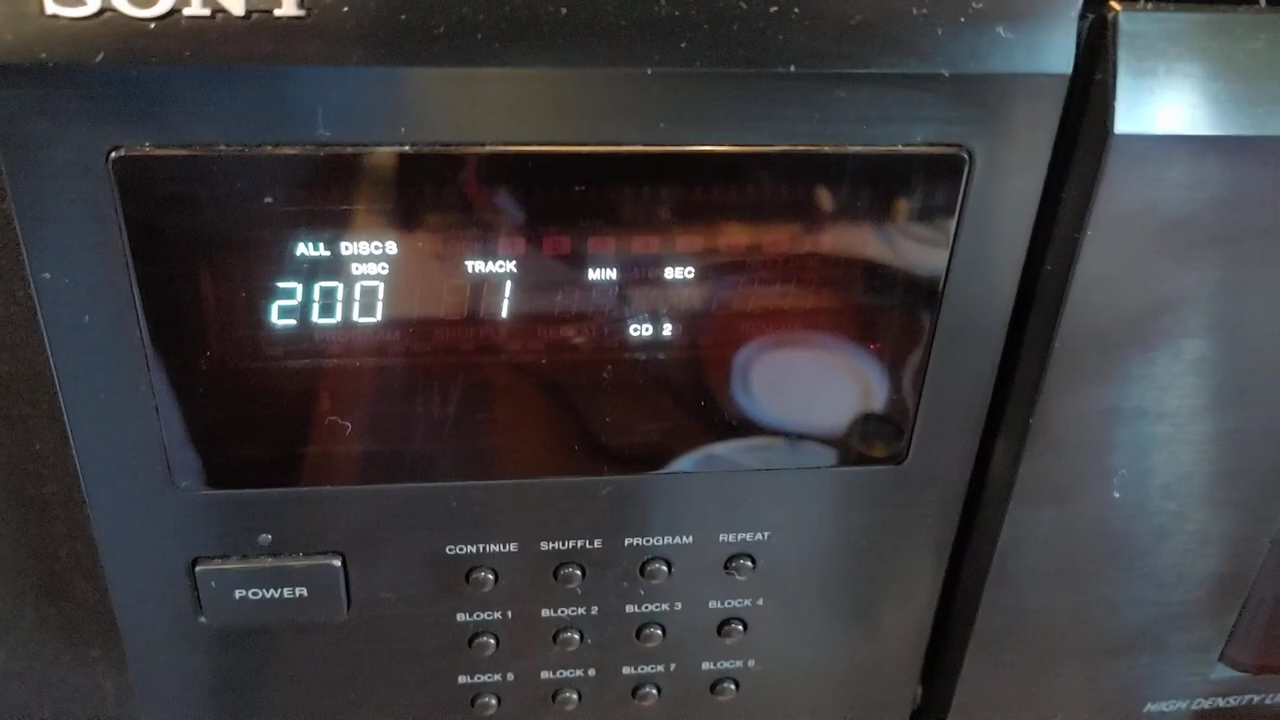 SONY
ALL DISCS
DISC TRACK MIN SEC
200 1
CD 2
CONTINUE SHUFFLE PROGRAM REPEAT
POWER
BLOCK 1 BLOCK 2 BLOCK 3 BLOCK 4
BLOCK 5 BLOCK 6 BLOCK 7 BLOCK 8
HIGH DENSITY